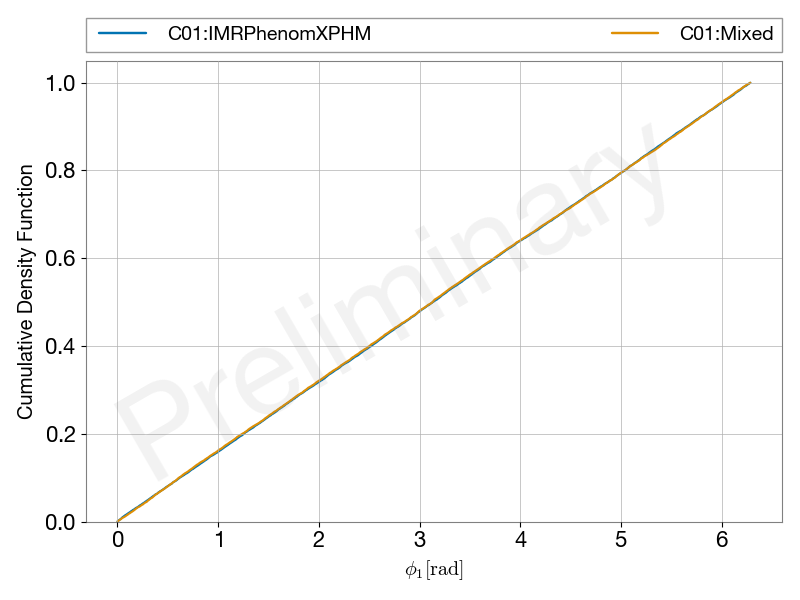 C01:IMRPhenomXPHM C01:Mixed
Cumulative Density Function
1.0
0.8
0.6
0.4
0.2
0.0
Preliminary
0 1 2 3 4 5 6
ϕ₁[rad]